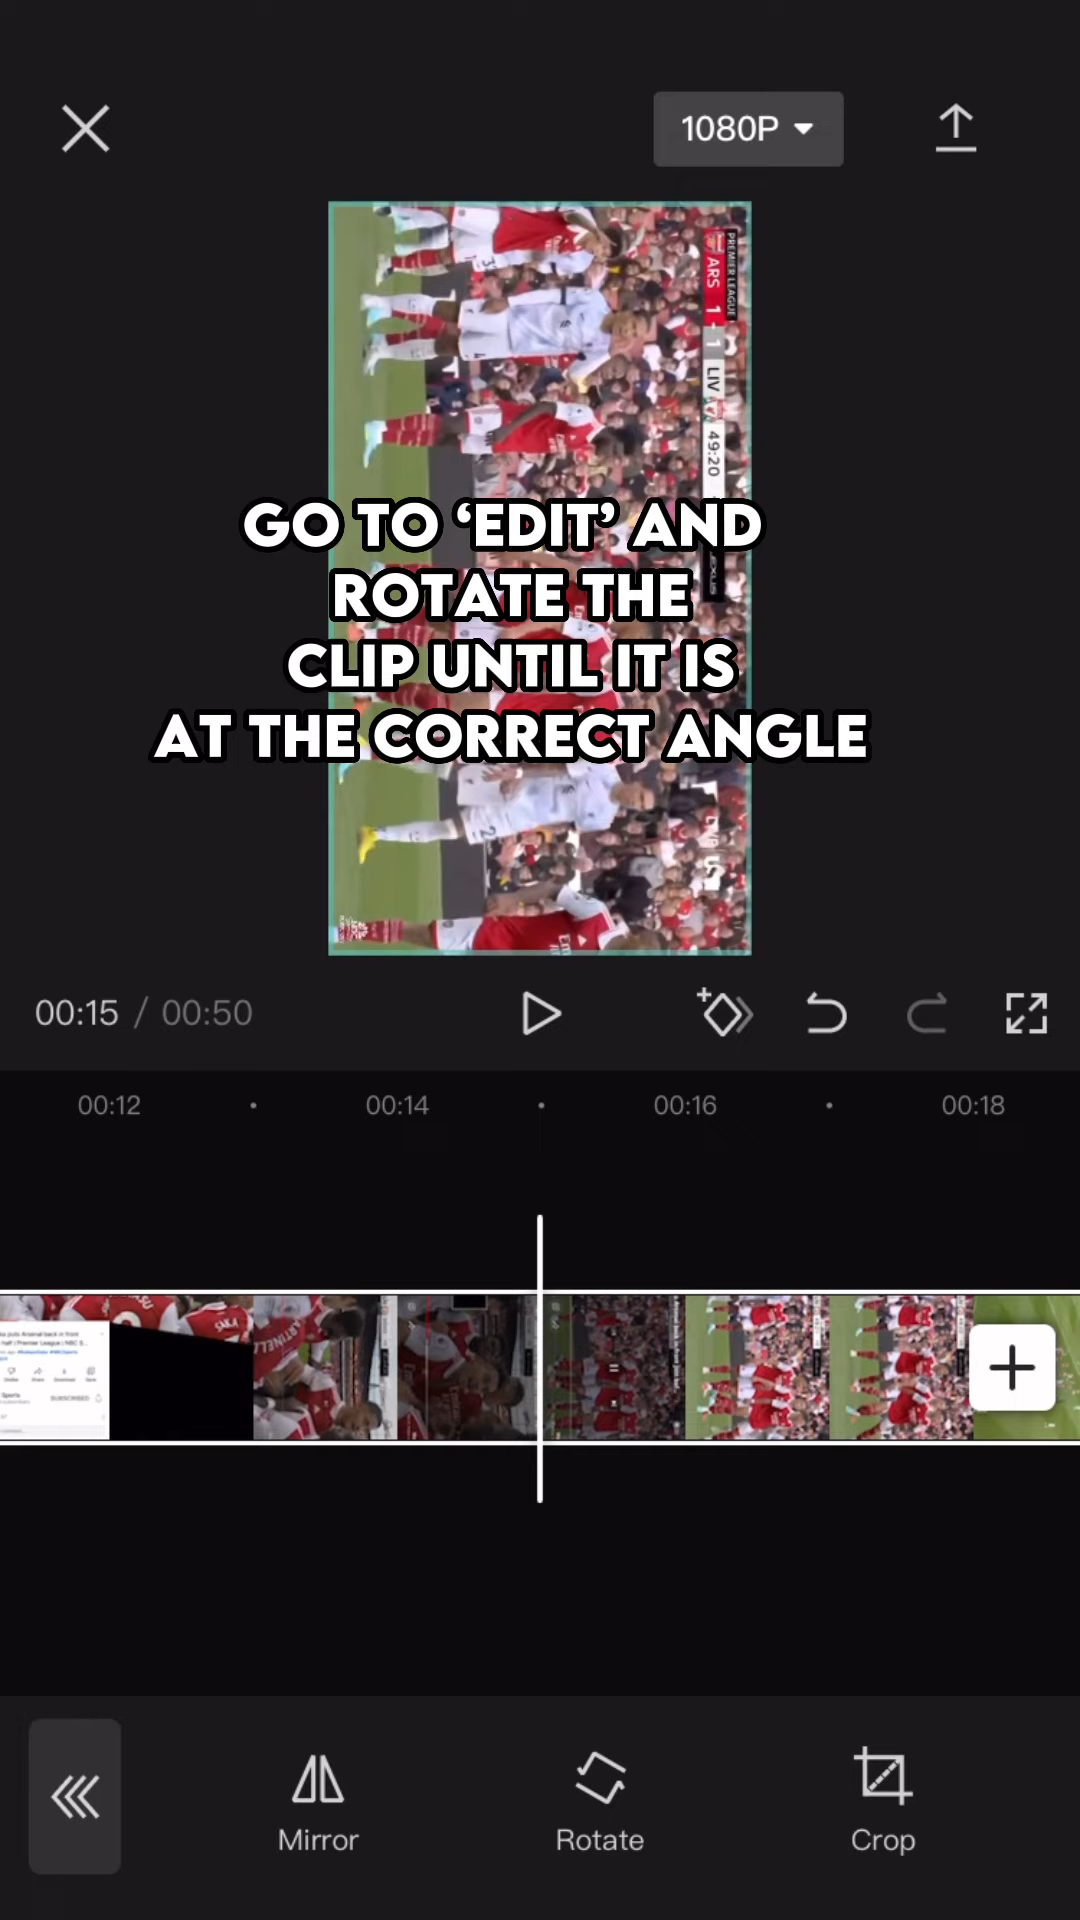 1080P
PREMIER LEAGUE
ARS 1 - 1 LIV 49:20
GO TO ‘EDIT’ AND
ROTATE THE
CLIP UNTIL IT IS
AT THE CORRECT ANGLE
00:15 / 00:50
00:12
00:14
00:16
00:18
Mirror
Rotate
Crop